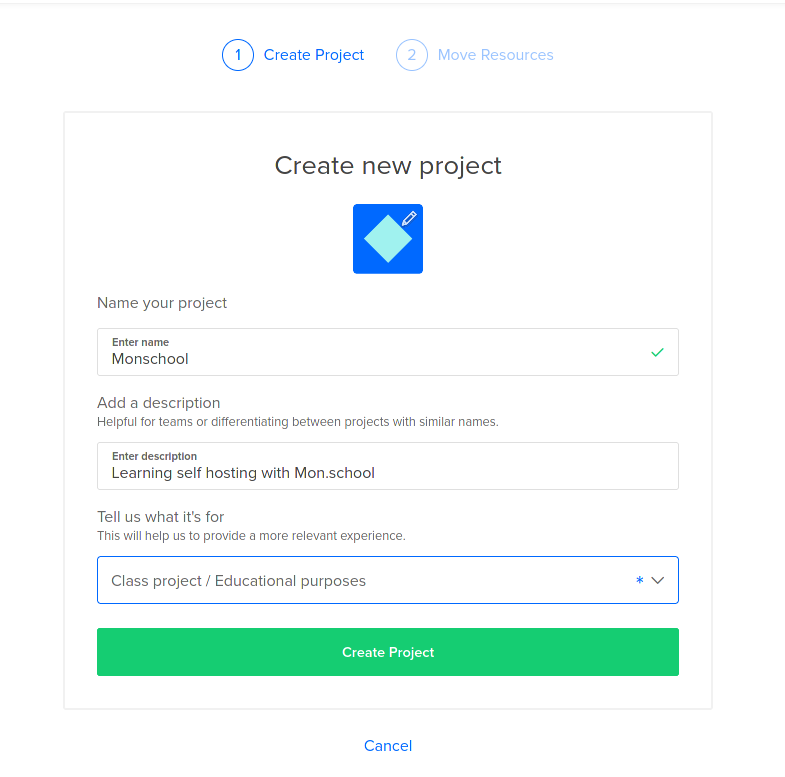 1 Create Project 2 Move Resources
Create new project
Name your project
Enter name
Monschool
Add a description
Helpful for teams or differentiating between projects with similar names.
Enter description
Learning self hosting with Mon.school
Tell us what it's for
This will help us to provide a more relevant experience.
Class project / Educational purposes *
Create Project
Cancel